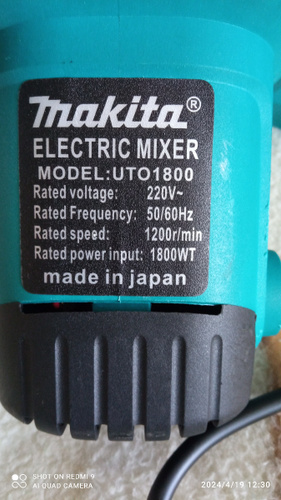 makita®
ELECTRIC MIXER
MODEL:UTO1800
Rated voltage: 220V~
Rated Frequency: 50/60Hz
Rated speed: 1200r/min
Rated power input: 1800WT
made in japan
SHOT ON REDMI 9
AI QUAD CAMERA
2024/4/19 12:30